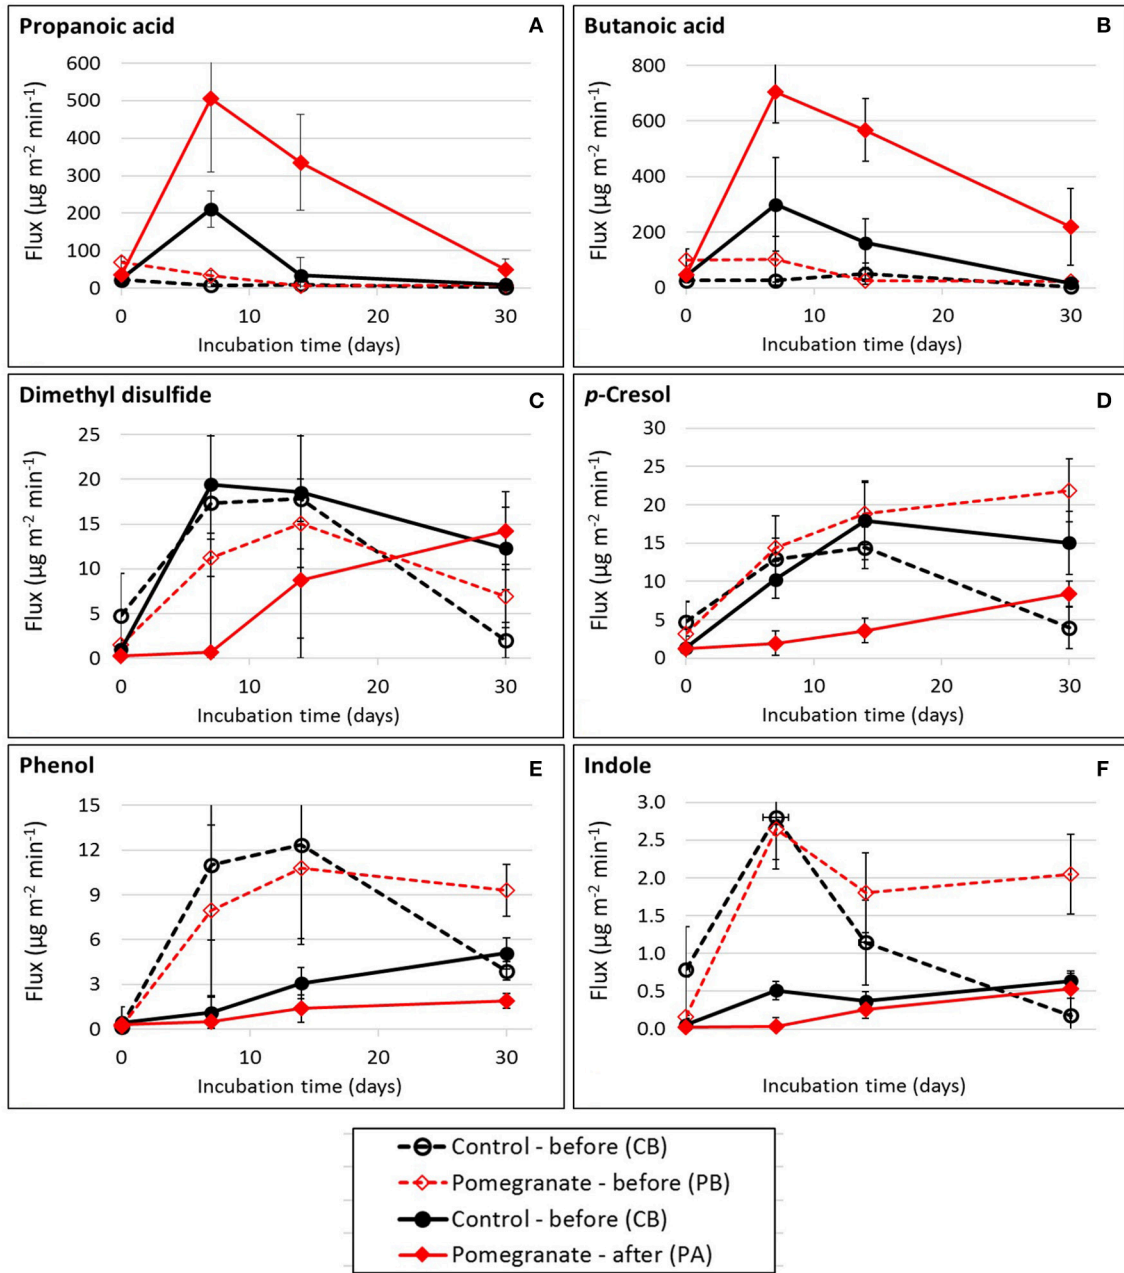 Propanoic acid A
Flux (µg m-2 min-1)
600
500
400
300
200
100
0
0 10 20 30
Incubation time (days)
Butanoic acid B
Flux (µg m-2 min-1)
800
600
400
200
0
0 10 20 30
Incubation time (days)
Dimethyl disulfide C
Flux (µg m-2 min-1)
25
20
15
10
5
0
0 10 20 30
Incubation time (days)
p-Cresol D
Flux (µg m-2 min-1)
30
25
20
15
10
5
0
0 10 20 30
Incubation time (days)
Phenol E
Flux (µg m-2 min-1)
15
12
9
6
3
0
0 10 20 30
Incubation time (days)
Indole F
Flux (µg m-2 min-1)
3.0
2.5
2.0
1.5
1.0
0.5
0.0
Incubation time (days)
Control - before (CB)
Pomegranate - before (PB)
Control - before (CB)
Pomegranate - after (PA)